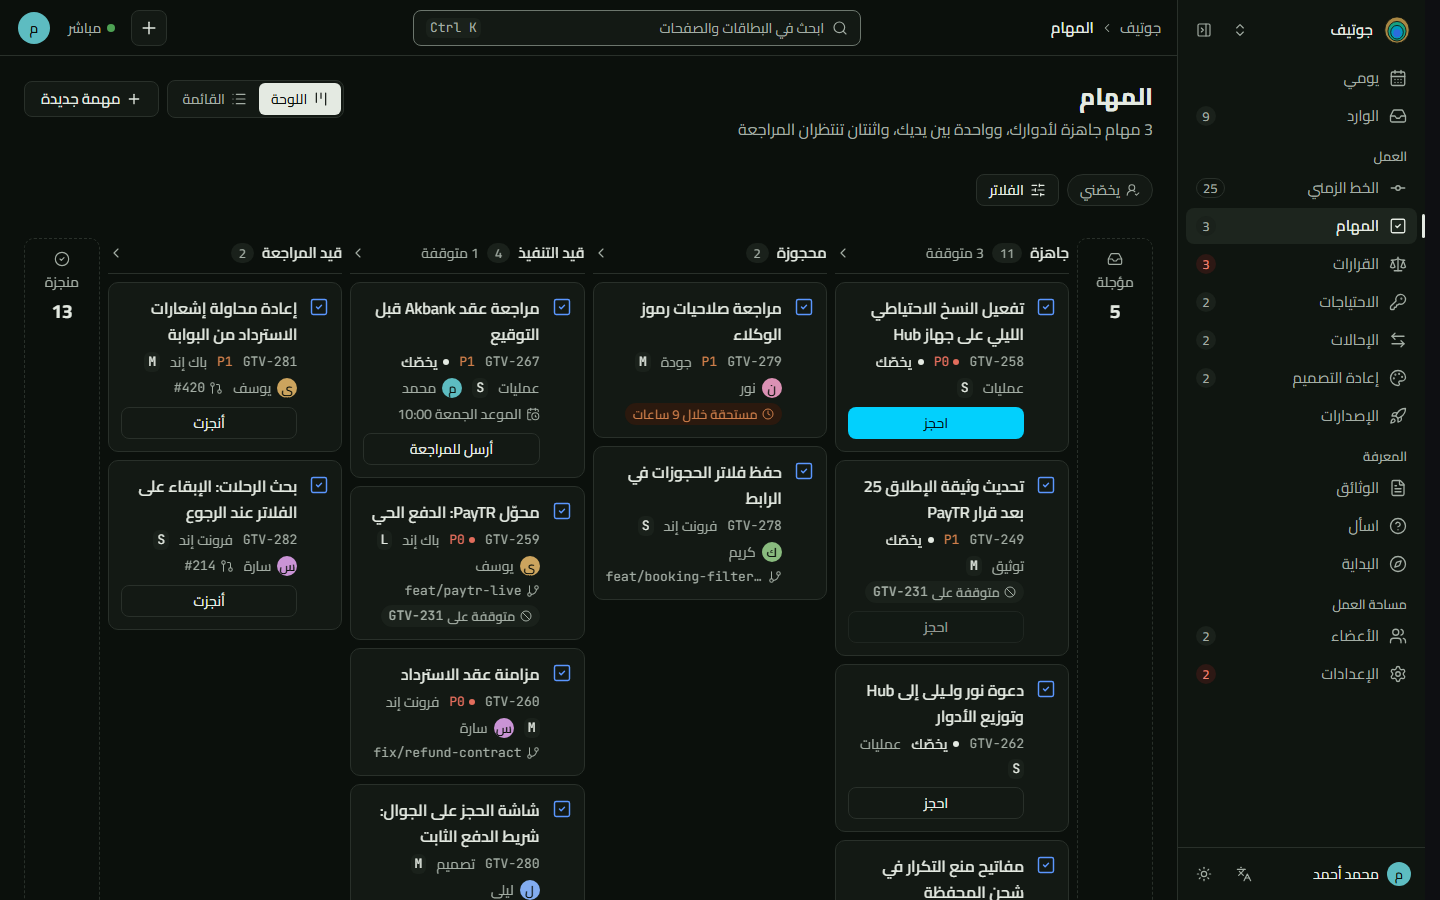 جوتيف
يومي
الوارد 9
العمل
الخط الزمني 25
المهام 3
القرارات 3
الاحتياجات 2
الإحالات 2
إعادة التصميم 2
الإصدارات
المعرفة
الوثائق
اسأل
البداية
مساحة العمل
الأعضاء 2
الإعدادات 2
محمد أحمد
م
جوتيف
المهام
ابحث في البطاقات والصفحات
Ctrl K
مباشر
م
المهام
3 مهام جاهزة لأدوارك، وواحدة بين يديك، واثنتان تنتظران المراجعة
اللوحة
القائمة
مهمة جديدة
يخصّني
الفلاتر
مؤجلة
5
جاهزة 11 3 متوقفة
تفعيل النسخ الاحتياطي
الليلي على جهاز Hub
GTV-258 P0 يخصّك
عمليات S
احجز
تحديث وثيقة الإطلاق 25
بعد قرار PayTR
GTV-249 P1 يخصّك
توثيق M
متوقفة على GTV-231
احجز
دعوة نور وليلى إلى Hub
وتوزيع الأدوار
GTV-262 يخصّك عمليات
S
احجز
مفاتيح منع التكرار في
شحن المحفظة
محجوزة 2
مراجعة صلاحيات رموز
الوكلاء
GTV-279 P1 جودة M
ن نور
مستحقة خلال 9 ساعات
حفظ فلاتر الحجوزات في
الرابط
GTV-278 فرونت إند S
ك كريم
feat/booking-filter…
قيد التنفيذ 4 1 متوقفة
مراجعة عقد Akbank قبل
التوقيع
GTV-267 P1 يخصّك
عمليات S م محمد
الموعد الجمعة 10:00
أرسل للمراجعة
محوّل PayTR: الدفع الحي
GTV-259 P0 باك إند L
ي يوسف
feat/paytr-live
متوقفة على GTV-231
مزامنة عقد الاسترداد
GTV-260 P0 فرونت إند
M س سارة
fix/refund-contract
شاشة الحجز على الجوال:
شريط الدفع الثابت
GTV-280 تصميم M
ل ليلى
قيد المراجعة 2
إعادة محاولة إشعارات
الاسترداد من البوابة
GTV-281 P1 باك إند M
ي يوسف #420
أنجزت
بحث الرحلات: الإبقاء على
الفلاتر عند الرجوع
GTV-282 فرونت إند S
س سارة #214
أنجزت
منجزة
13